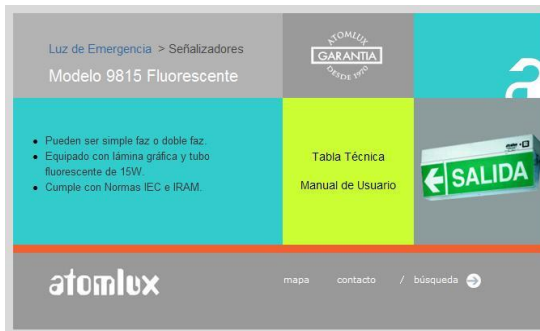 Luz de Emergencia > Señalizadores
Modelo 9815 Fluorescente
ATOMLUX
GARANTIA
DESDE 1970
Pueden ser simple faz o doble faz.
Equipado con lámina gráfica y tubo
fluorescente de 15W.
Cumple con Normas IEC e IRAM.
Tabla Técnica
Manual de Usuario
SALIDA
atomlux
mapa contacto / búsqueda